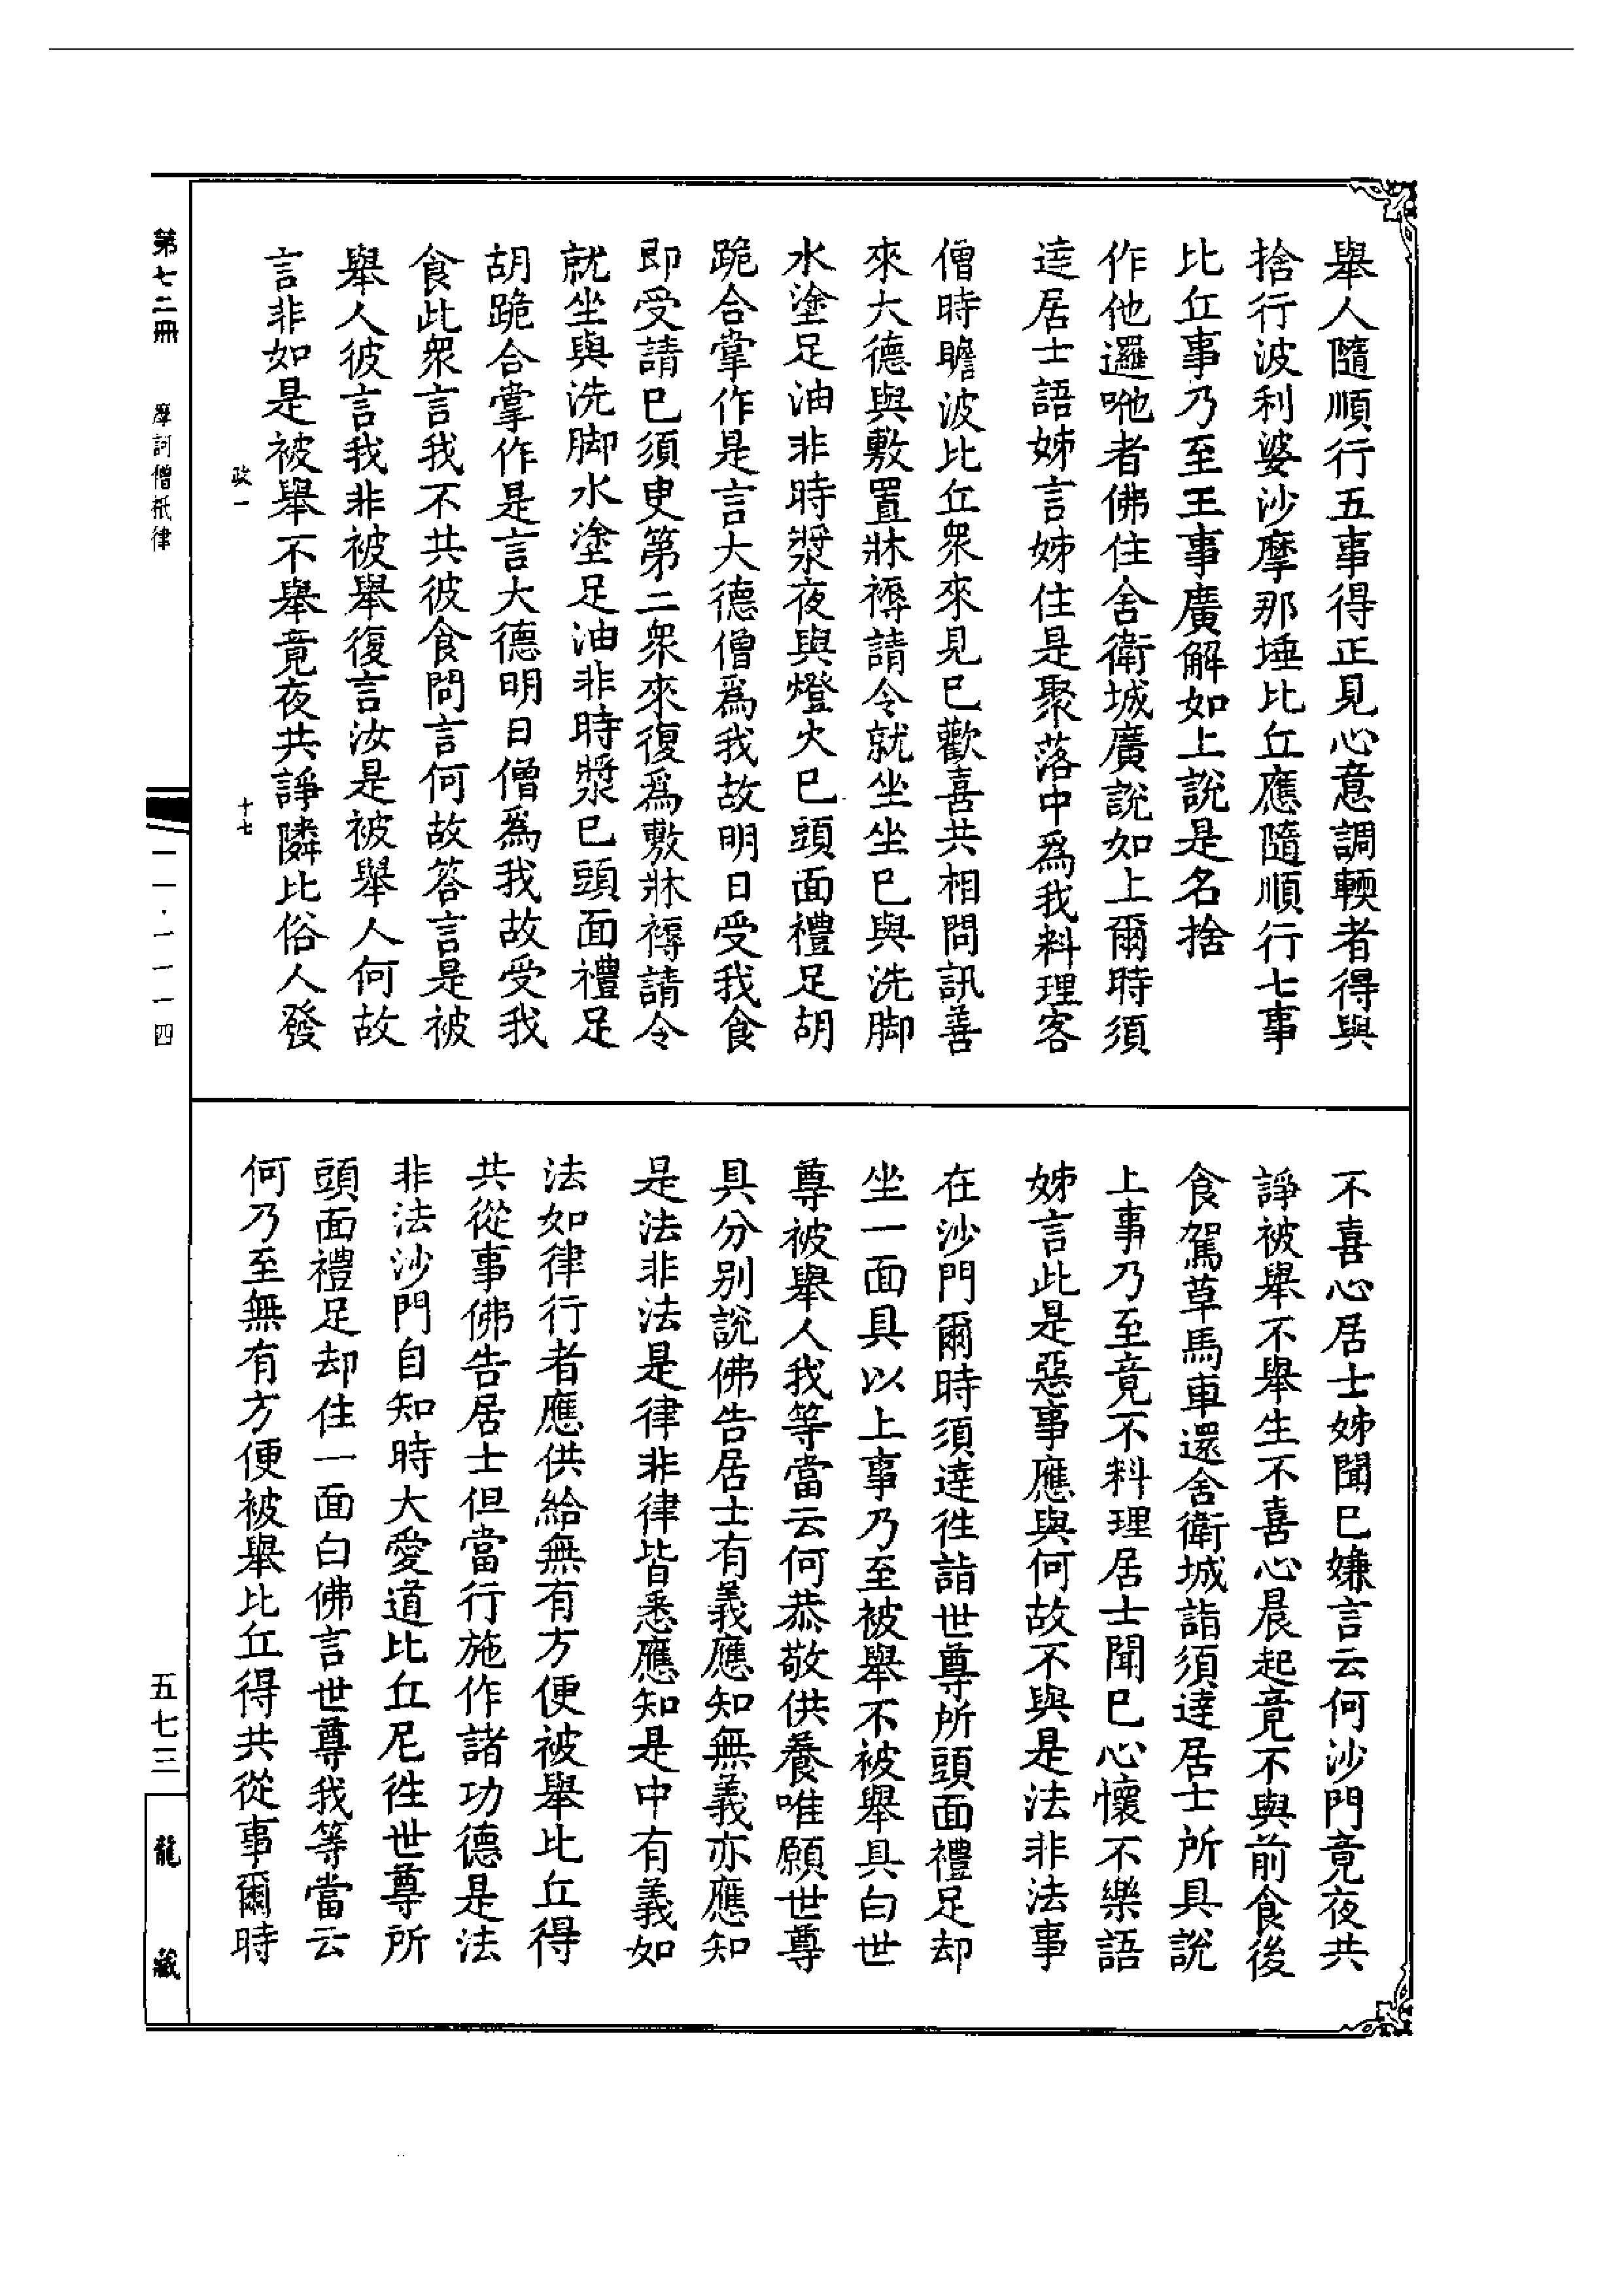 舉人隨順行五事得正見心意調輭者得與
捨行波利婆沙摩那埵比丘應隨順行七事
比丘事乃至王事廣解如上說是名捨
作他邏咃者佛住舍衛城廣說如上爾時須
達居士語姊言姊住是聚落中爲我料理客
僧時瞻波比丘衆來見已歡喜共相問訊善
來大德與敷置牀褥請令就坐坐已與洗脚
水塗足油非時漿夜與燈火已頭面禮足胡
跪合掌作是言大德僧爲我故明日受我食
即受請已須臾第二衆來復爲敷牀褥請令
就坐與洗脚水塗足油非時漿已頭面禮足
胡跪合掌作是言大德明日僧爲我故受我
食此衆言我不共彼食問言何故答言是被
舉人彼言我非被舉復言汝是被舉人何故
言非如是被舉不舉竟夜共諍隣比俗人發
政一
十七
不喜心居士姊聞已嫌言云何沙門竟夜共
諍被舉不舉生不喜心晨起竟不與前食後
食駕草馬車還舍衛城詣須達居士所具說
上事乃至竟不料理居士聞已心懷不樂語
姊言此是惡事應與何故不與是法非法事
在沙門爾時須達徃詣世尊所頭面禮足却
坐一面具以上事乃至被舉不被舉具白世
尊被舉人我等當云何恭敬供養唯願世尊
具分別說佛告居士有義應知無義亦應知
是法非法是律非律皆悉應知是中有義如
法如律行者應供給無有方便被舉比丘得
共從事佛告居士但當行施作諸功德是法
非法沙門自知時大愛道比丘尼徃世尊所
頭面禮足却住一面白佛言世尊我等當云
何乃至無有方便被舉比丘得共從事爾時
第七二冊
摩訶僧祇律
一一·一一一四
五七三
龍藏